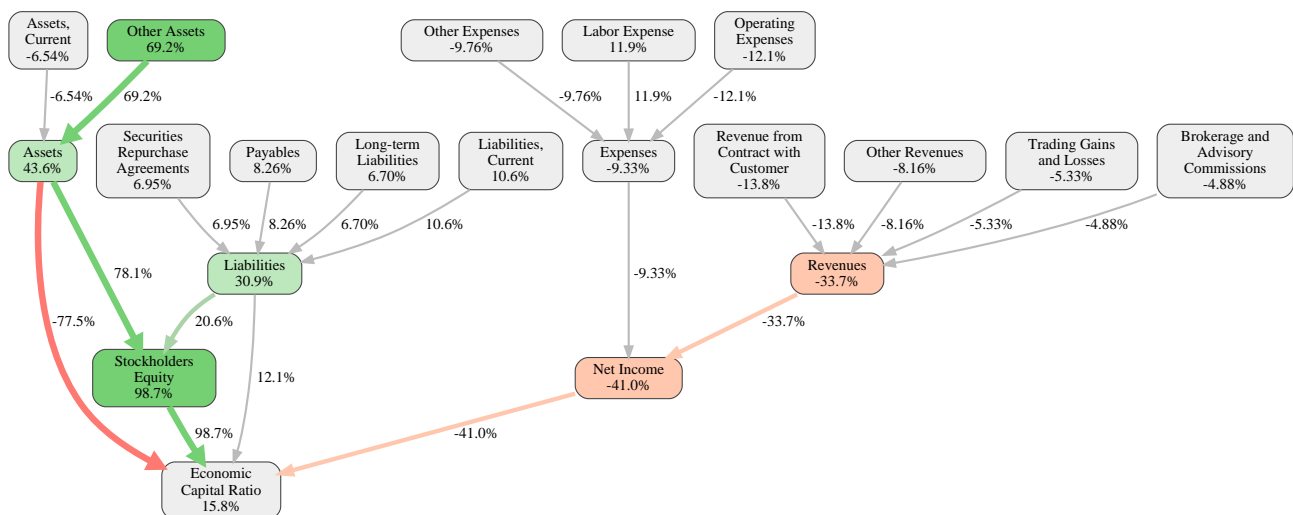 Assets,
Current
-6.54%
Other Assets
69.2%
Other Expenses
-9.76%
Labor Expense
11.9%
Operating
Expenses
-12.1%
-6.54%
69.2%
-9.76%
11.9%
-12.1%
Assets
43.6%
Securities
Repurchase
Agreements
6.95%
Payables
8.26%
Long-term
Liabilities
6.70%
Liabilities,
Current
10.6%
Expenses
-9.33%
Revenue from
Contract with
Customer
-13.8%
Other Revenues
-8.16%
Trading Gains
and Losses
-5.33%
Brokerage and
Advisory
Commissions
-4.88%
6.95%
8.26%
6.70%
10.6%
-13.8%
-8.16%
-5.33%
-4.88%
78.1%
Liabilities
30.9%
-9.33%
Revenues
-33.7%
-77.5%
20.6%
-33.7%
Stockholders
Equity
98.7%
12.1%
Net Income
-41.0%
98.7%
-41.0%
Economic
Capital Ratio
15.8%